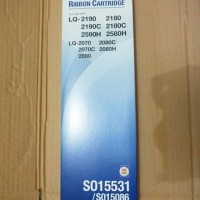 RIBBON CARTRIDGE
LQ-2190 2180
2190C 2180C
2590H 2580H
LQ-2070 2080C
2070C 2080H
2080
S015531
/S015086